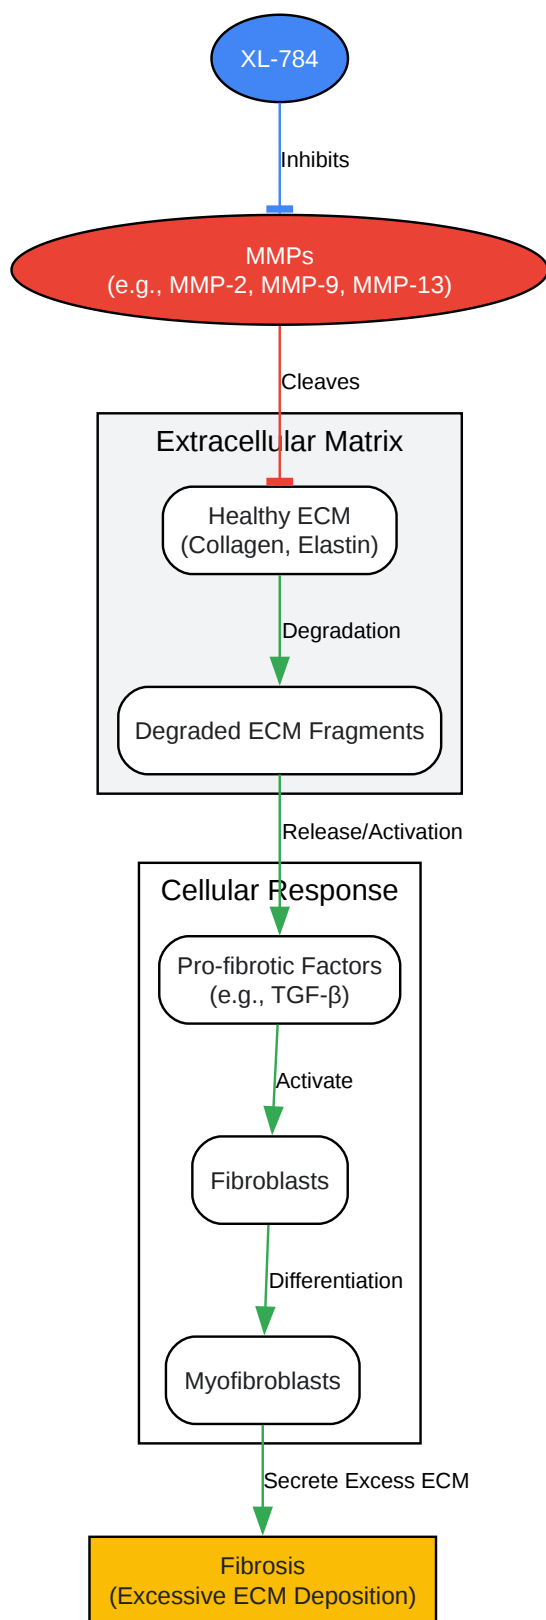 XL-784
Inhibits
MMPs
(e.g., MMP-2, MMP-9, MMP-13)
Cleaves
Extracellular Matrix
Healthy ECM
(Collagen, Elastin)
Degradation
Degraded ECM Fragments
Release/Activation
Cellular Response
Pro-fibrotic Factors
(e.g., TGF-β)
Activate
Fibroblasts
Differentiation
Myofibroblasts
Secrete Excess ECM
Fibrosis
(Excessive ECM Deposition)